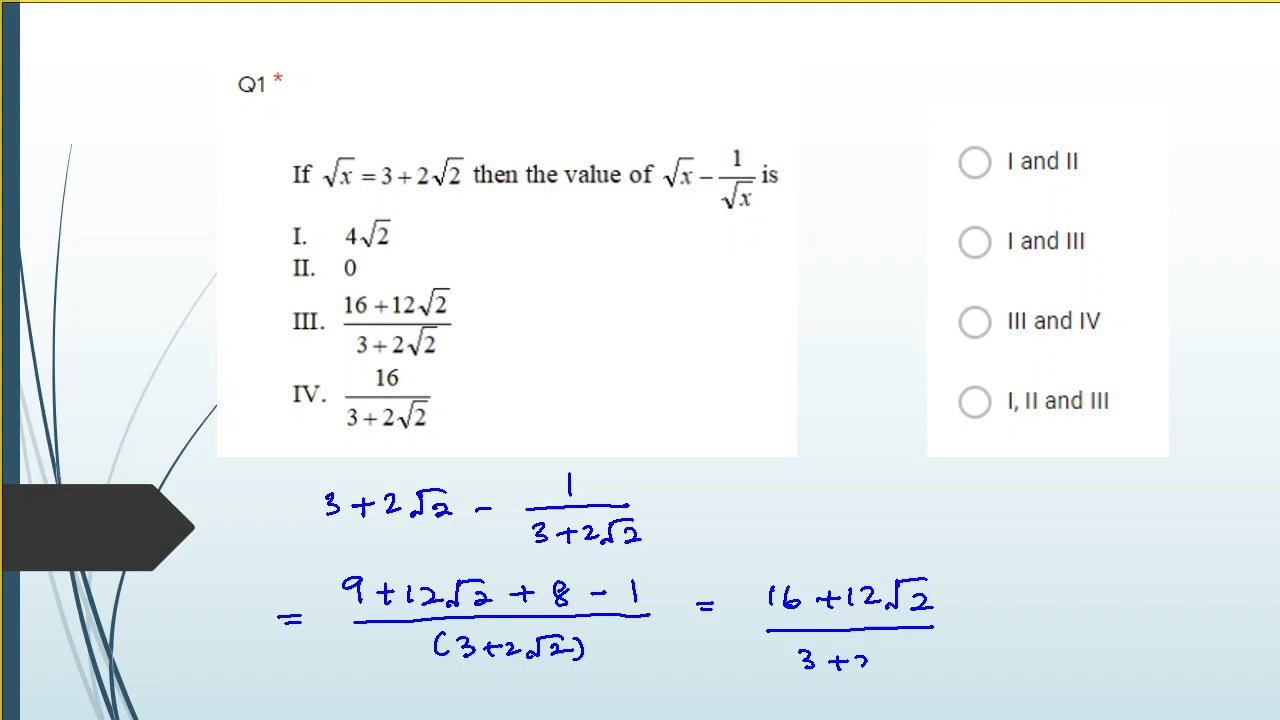 Q1 *
If √x = 3 + 2√2 then the value of √x − 1/√x is
I. 4√2
II. 0
III. (16 + 12√2)/(3 + 2√2)
IV. 16/(3 + 2√2)
I and II
I and III
III and IV
I, II and III
3 + 2√2 − 1/(3 + 2√2)
= (9 + 12√2 + 8 − 1)/(3 + 2√2) = (16 + 12√2)/(3 +